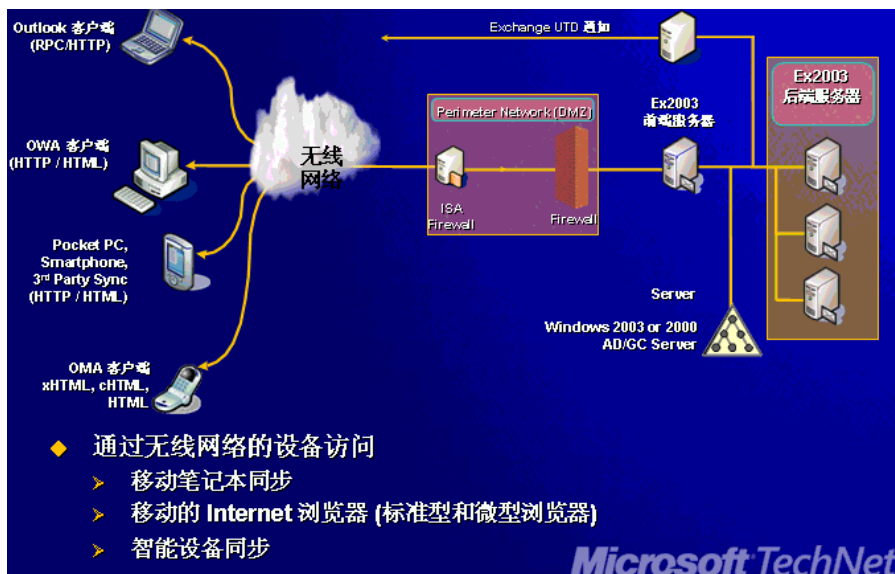 Outlook 客户端
(RPC/HTTP)
Exchange UTD 通知
OWA 客户端
(HTTP / HTML)
无线
网络
Perimeter Network (DMZ)
ISA
Firewall
Firewall
Ex2003
前端服务器
Ex2003
后端服务器
Pocket PC,
Smartphone,
3rd Party Sync
(HTTP / HTML)
Server
Windows 2003 or 2000
AD/GC Server
OMA 客户端
xHTML, cHTML,
HTML
通过无线网络的设备访问
移动笔记本同步
移动的 Internet 浏览器 (标准型和微型浏览器)
智能设备同步
Microsoft TechNet